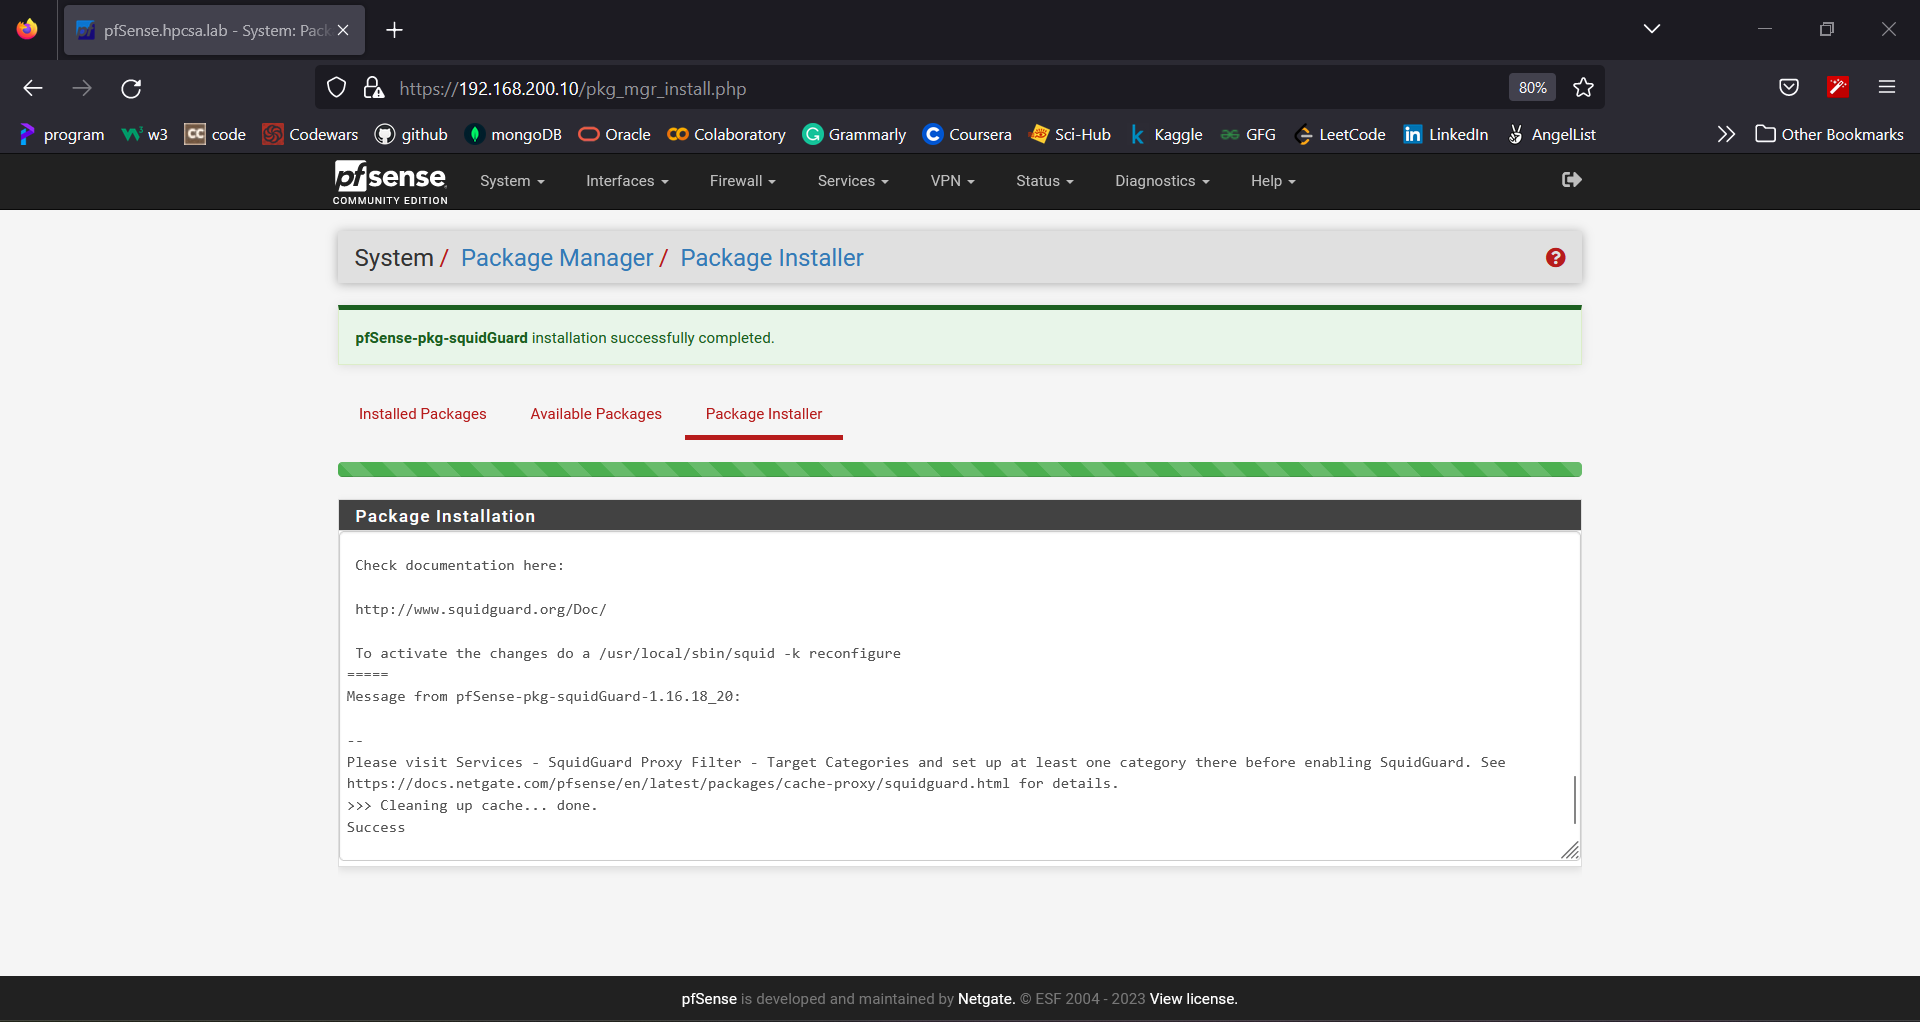 pfSense.hpcsa.lab - System: Pack
https://192.168.200.10/pkg_mgr_install.php
80%
program
w3
code
Codewars
github
mongoDB
Oracle
Colaboratory
Grammarly
Coursera
Sci-Hub
Kaggle
GFG
LeetCode
LinkedIn
AngelList
Other Bookmarks
pfsense
COMMUNITY EDITION
System
Interfaces
Firewall
Services
VPN
Status
Diagnostics
Help
System / Package Manager / Package Installer
pfSense-pkg-squidGuard installation successfully completed.
Installed Packages
Available Packages
Package Installer
Package Installation
Check documentation here:
http://www.squidguard.org/Doc/
To activate the changes do a /usr/local/sbin/squid -k reconfigure
=====
Message from pfSense-pkg-squidGuard-1.16.18_20:
--
Please visit Services - SquidGuard Proxy Filter - Target Categories and set up at least one category there before enabling SquidGuard. See
https://docs.netgate.com/pfsense/en/latest/packages/cache-proxy/squidguard.html for details.
>>> Cleaning up cache... done.
Success
pfSense is developed and maintained by Netgate. © ESF 2004 - 2023 View license.